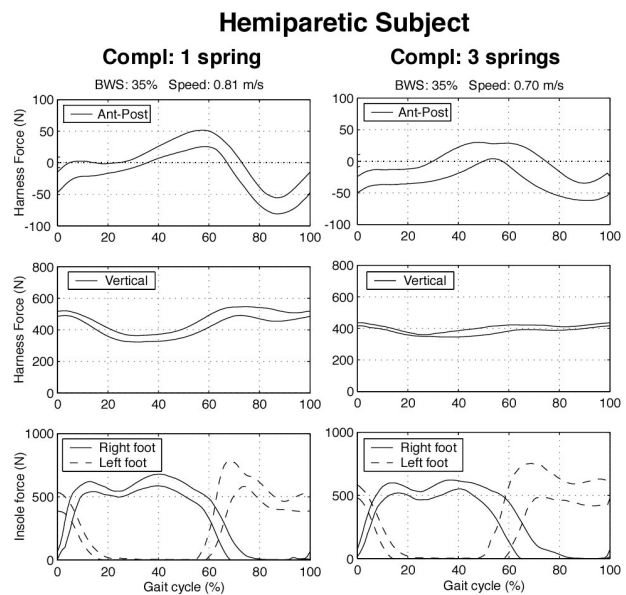 Hemiparetic Subject
Compl: 1 spring
Compl: 3 springs
BWS: 35% Speed: 0.81 m/s
BWS: 35% Speed: 0.70 m/s
Harness Force (N)
100
50
0
-50
-100
Ant-Post
0 20 40 60 80 100
100
50
0
-50
-100
Ant-Post
0 20 40 60 80 100
Harness Force (N)
800
600
400
200
0
Vertical
0 20 40 60 80 100
800
600
400
200
0
Vertical
0 20 40 60 80 100
Insole force (N)
1000
500
0
Right foot
Left foot
0 20 40 60 80 100
Gait cycle (%)
1000
500
0
Right foot
Left foot
0 20 40 60 80 100
Gait cycle (%)